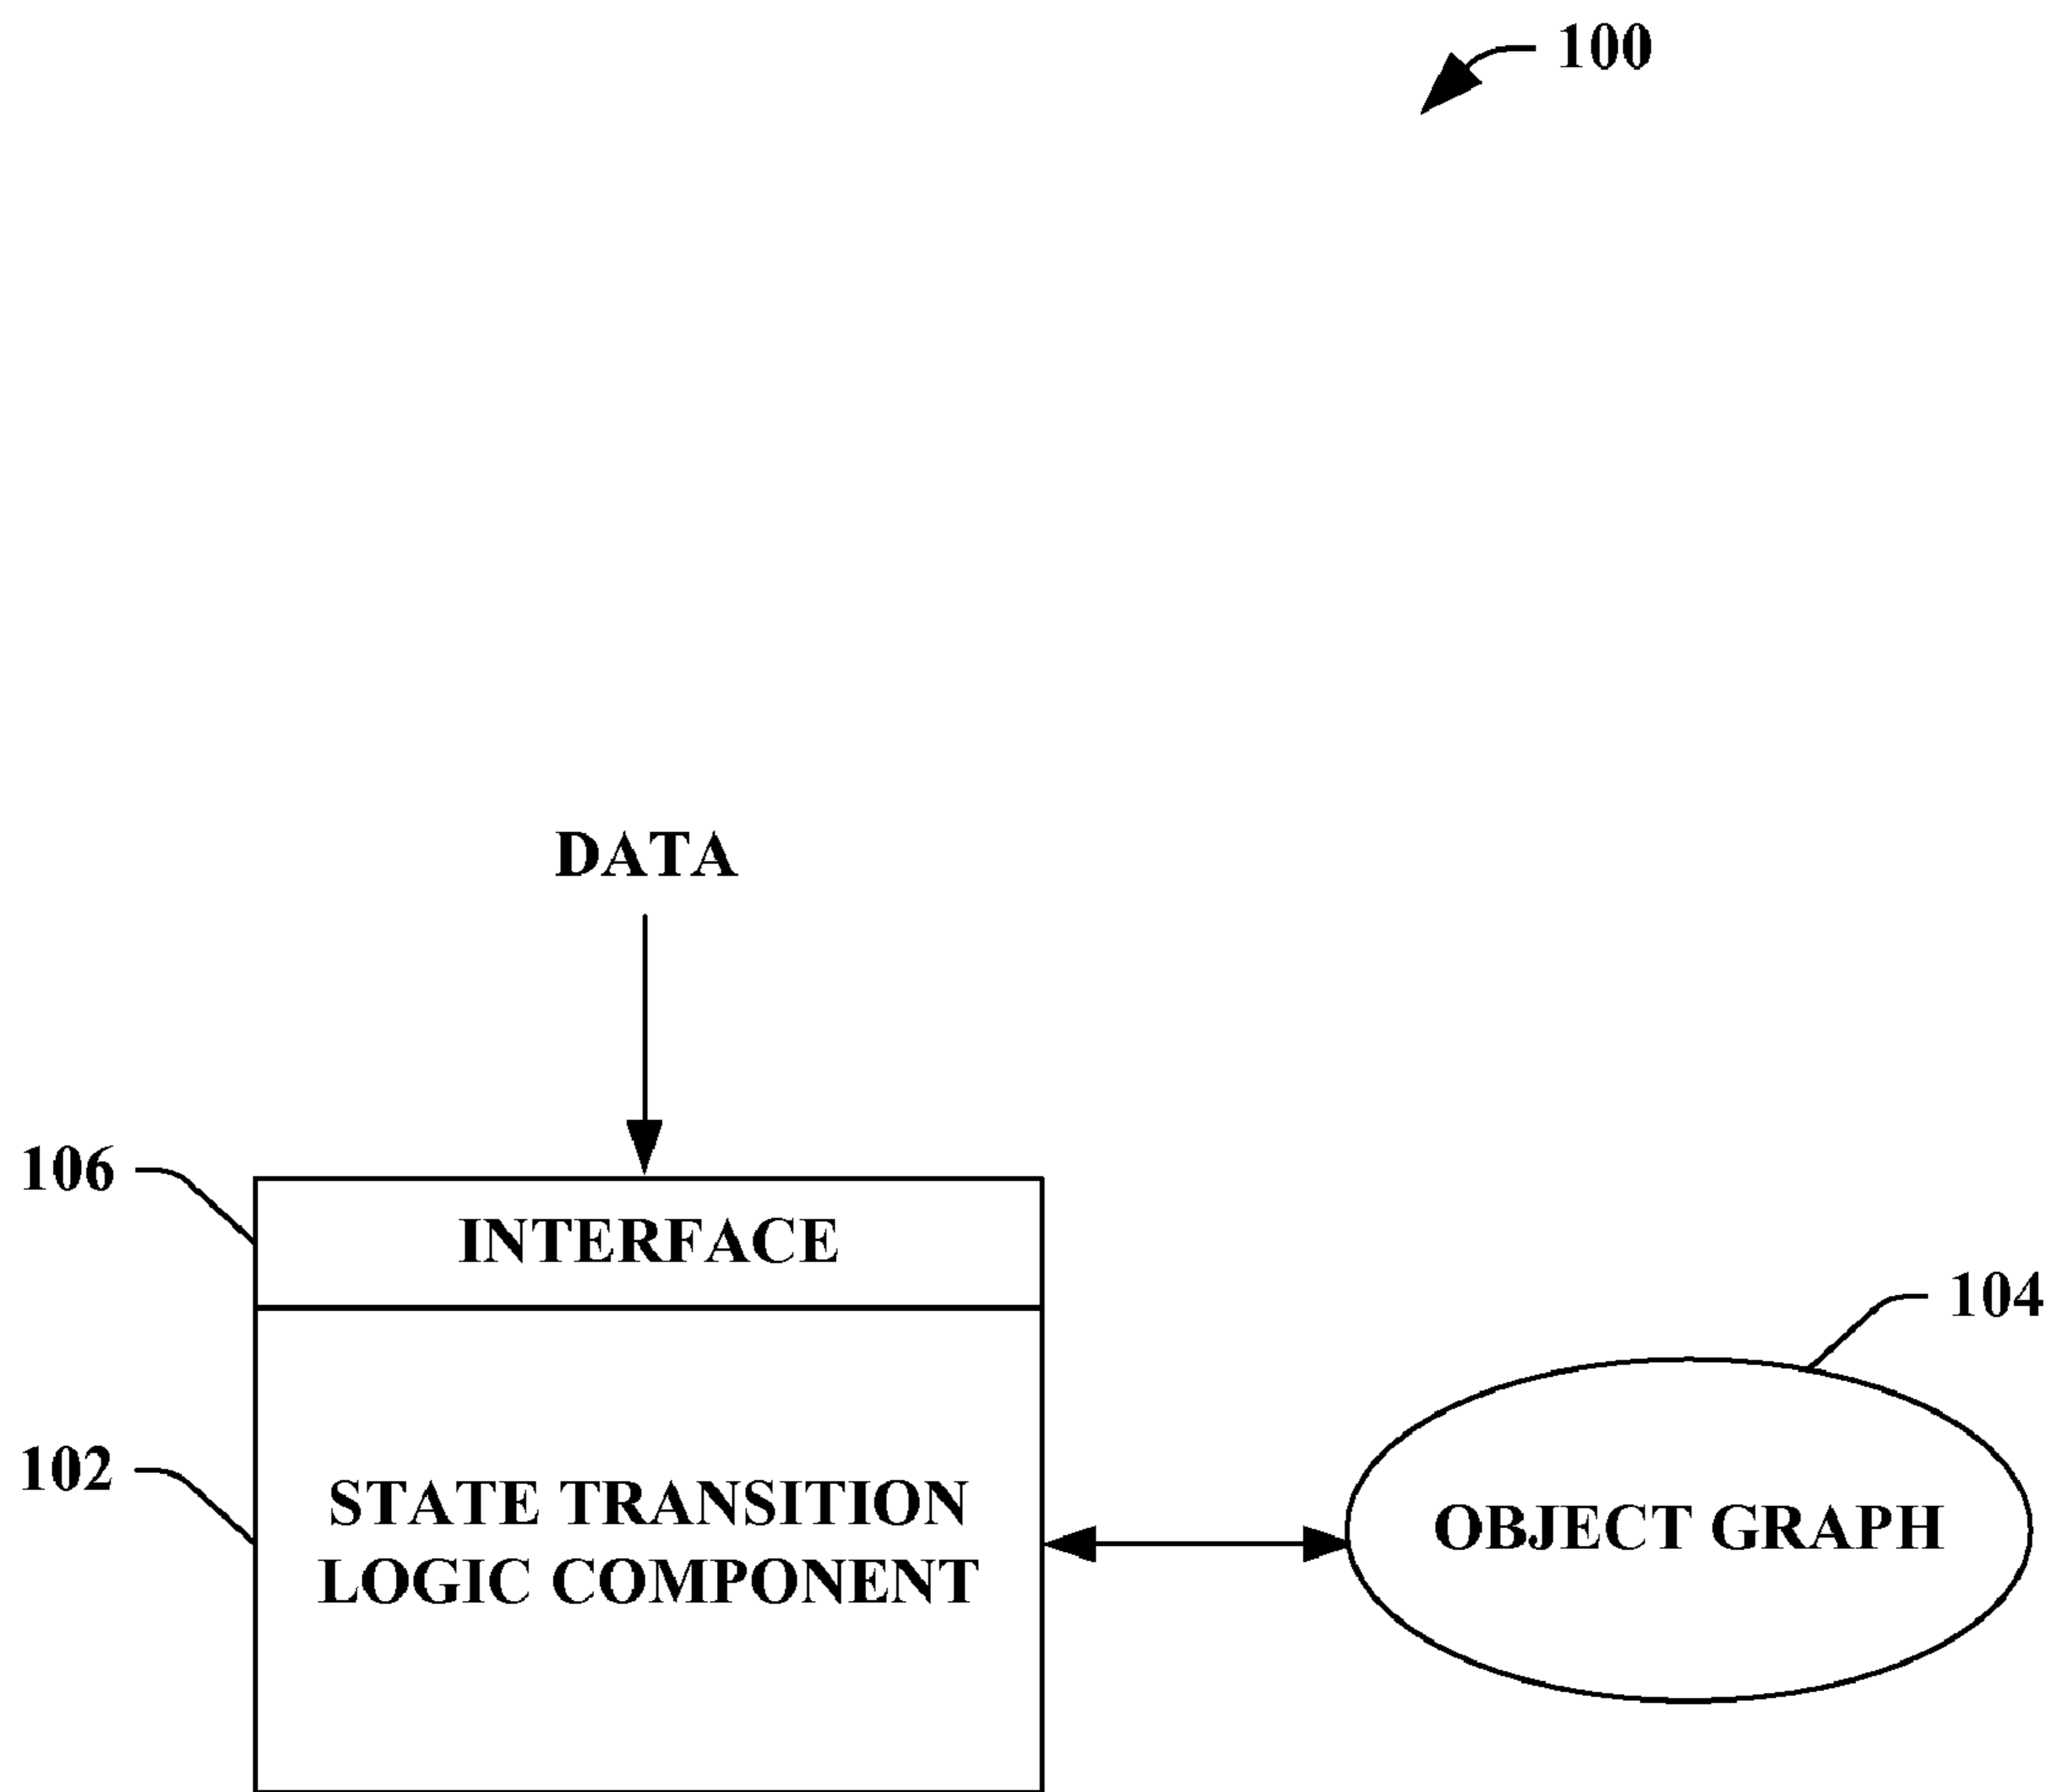 100
DATA
106
INTERFACE
104
102
STATE TRANSITION
LOGIC COMPONENT
OBJECT GRAPH